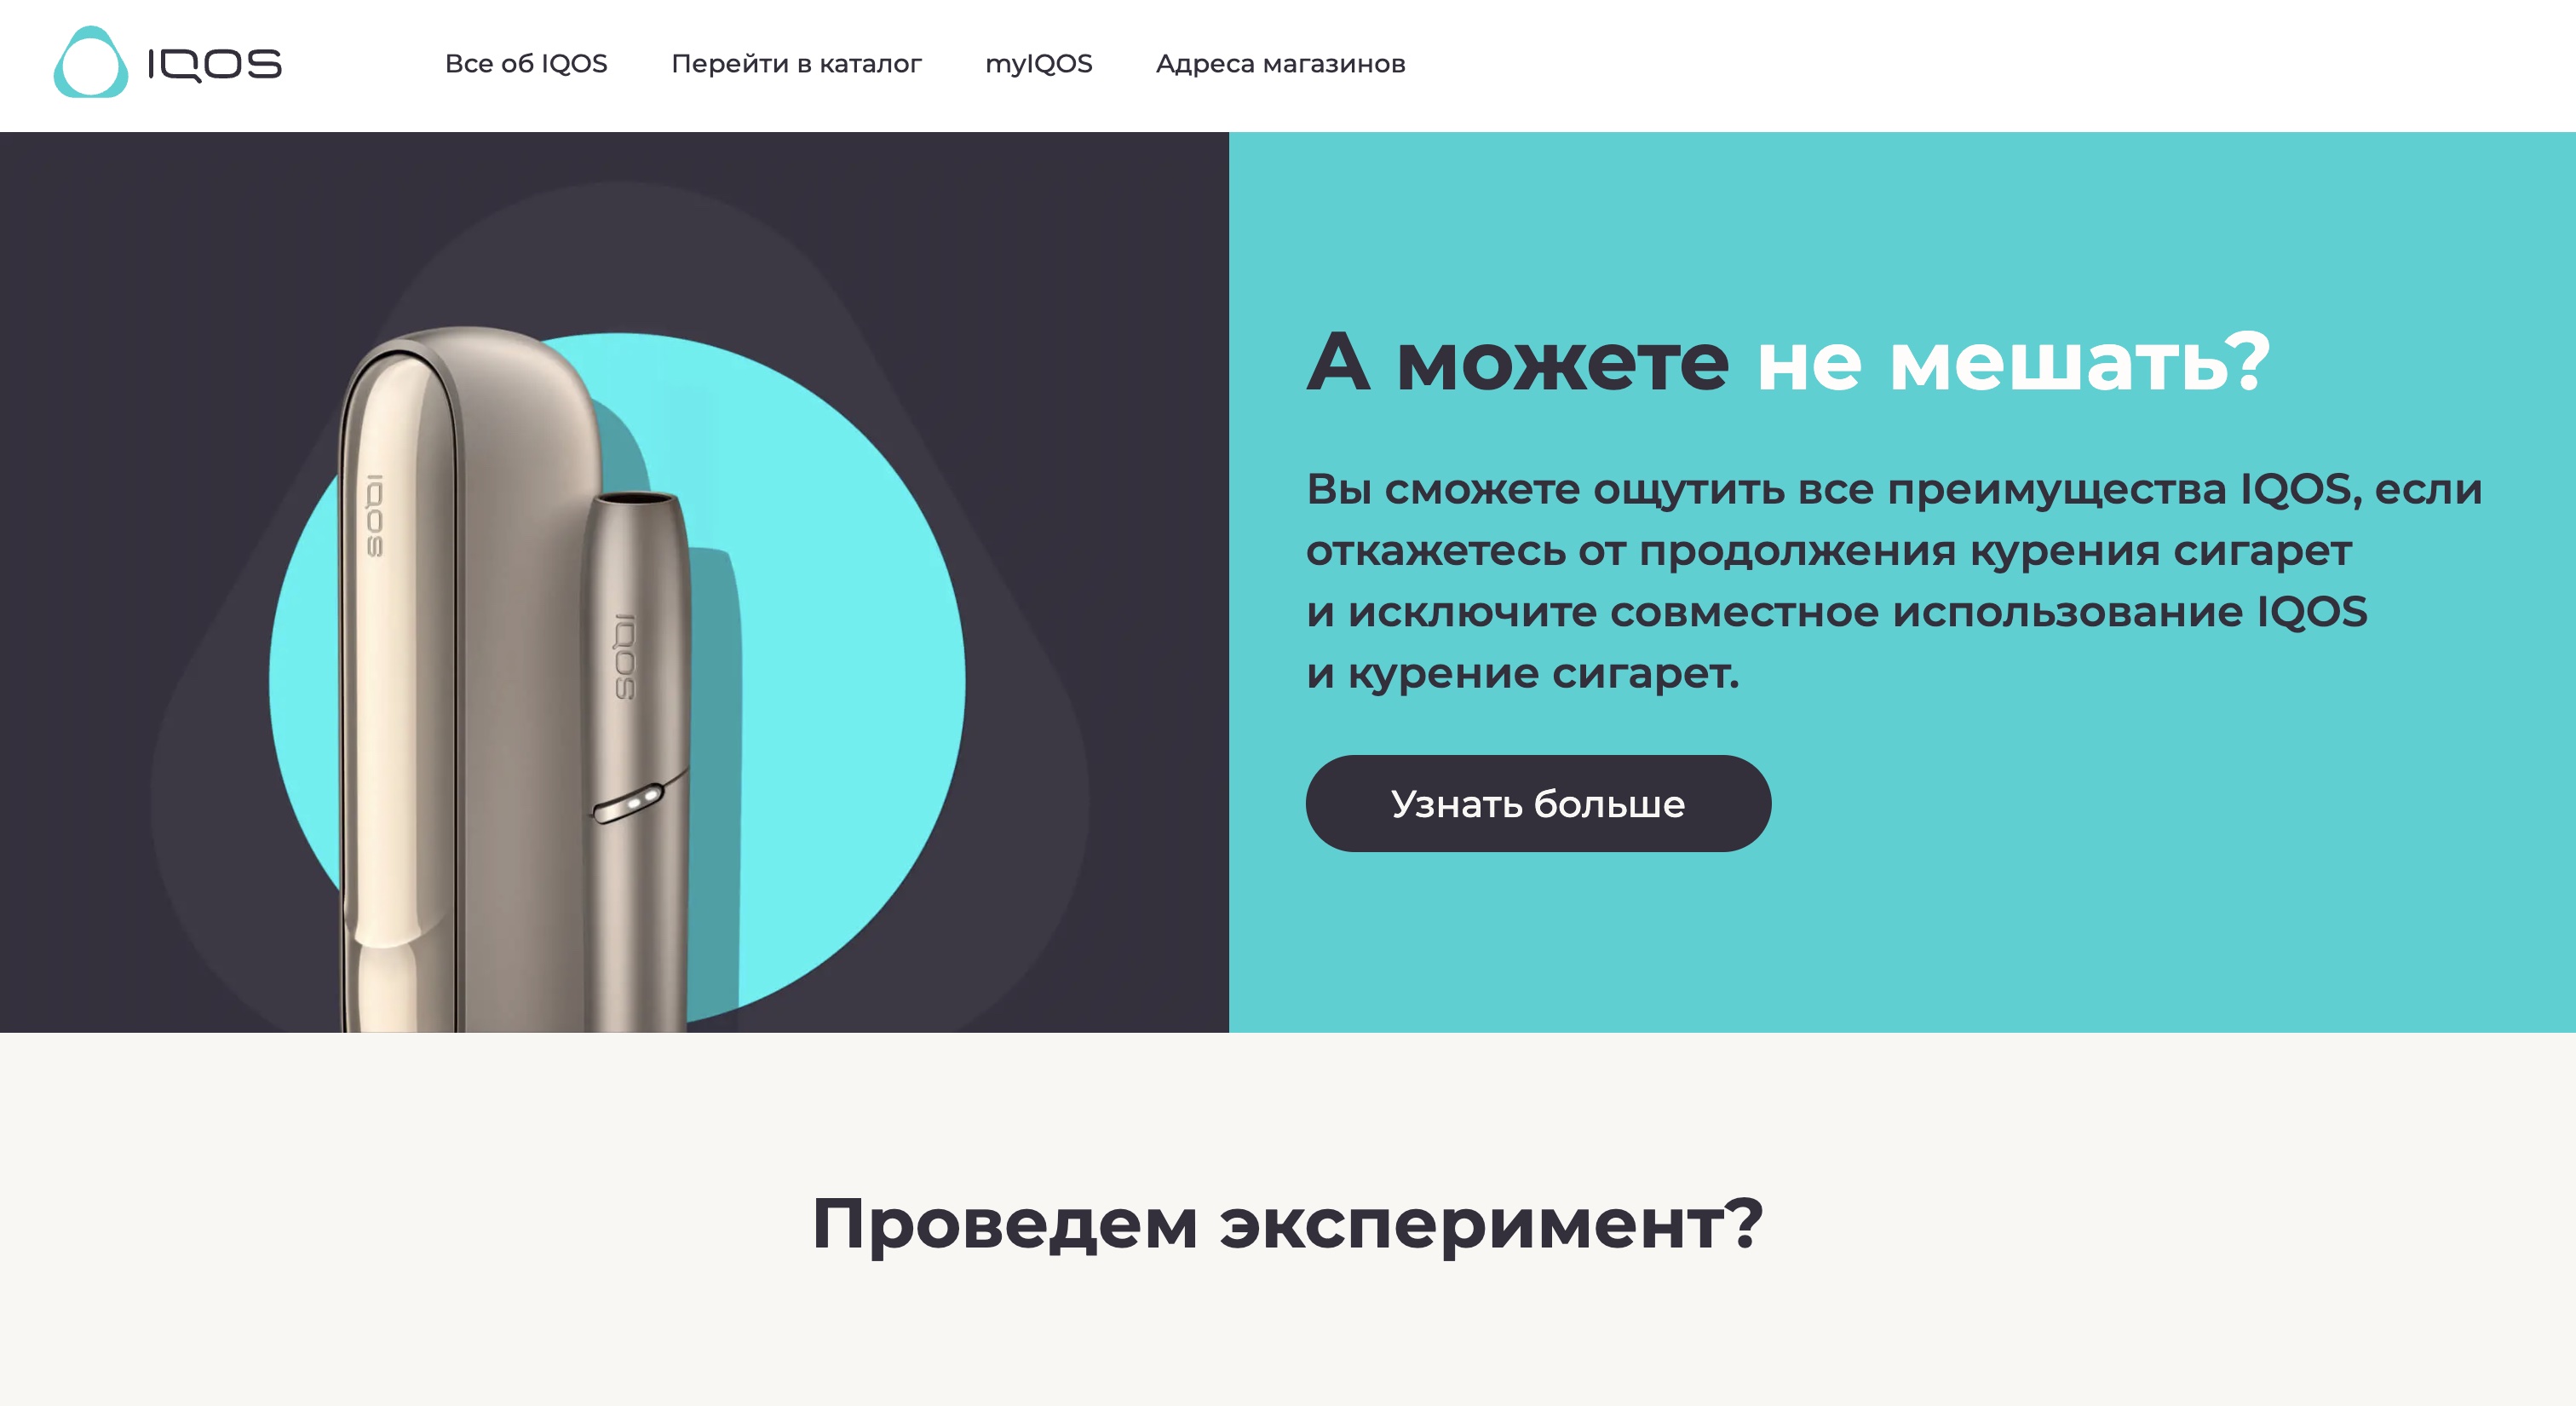 IQOS
Все об IQOS
Перейти в каталог
myIQOS
Адреса магазинов
IQOS
IQOS
А можете не мешать?
Вы сможете ощутить все преимущества IQOS, если
откажетесь от продолжения курения сигарет
и исключите совместное использование IQOS
и курение сигарет.
Узнать больше
Проведем эксперимент?